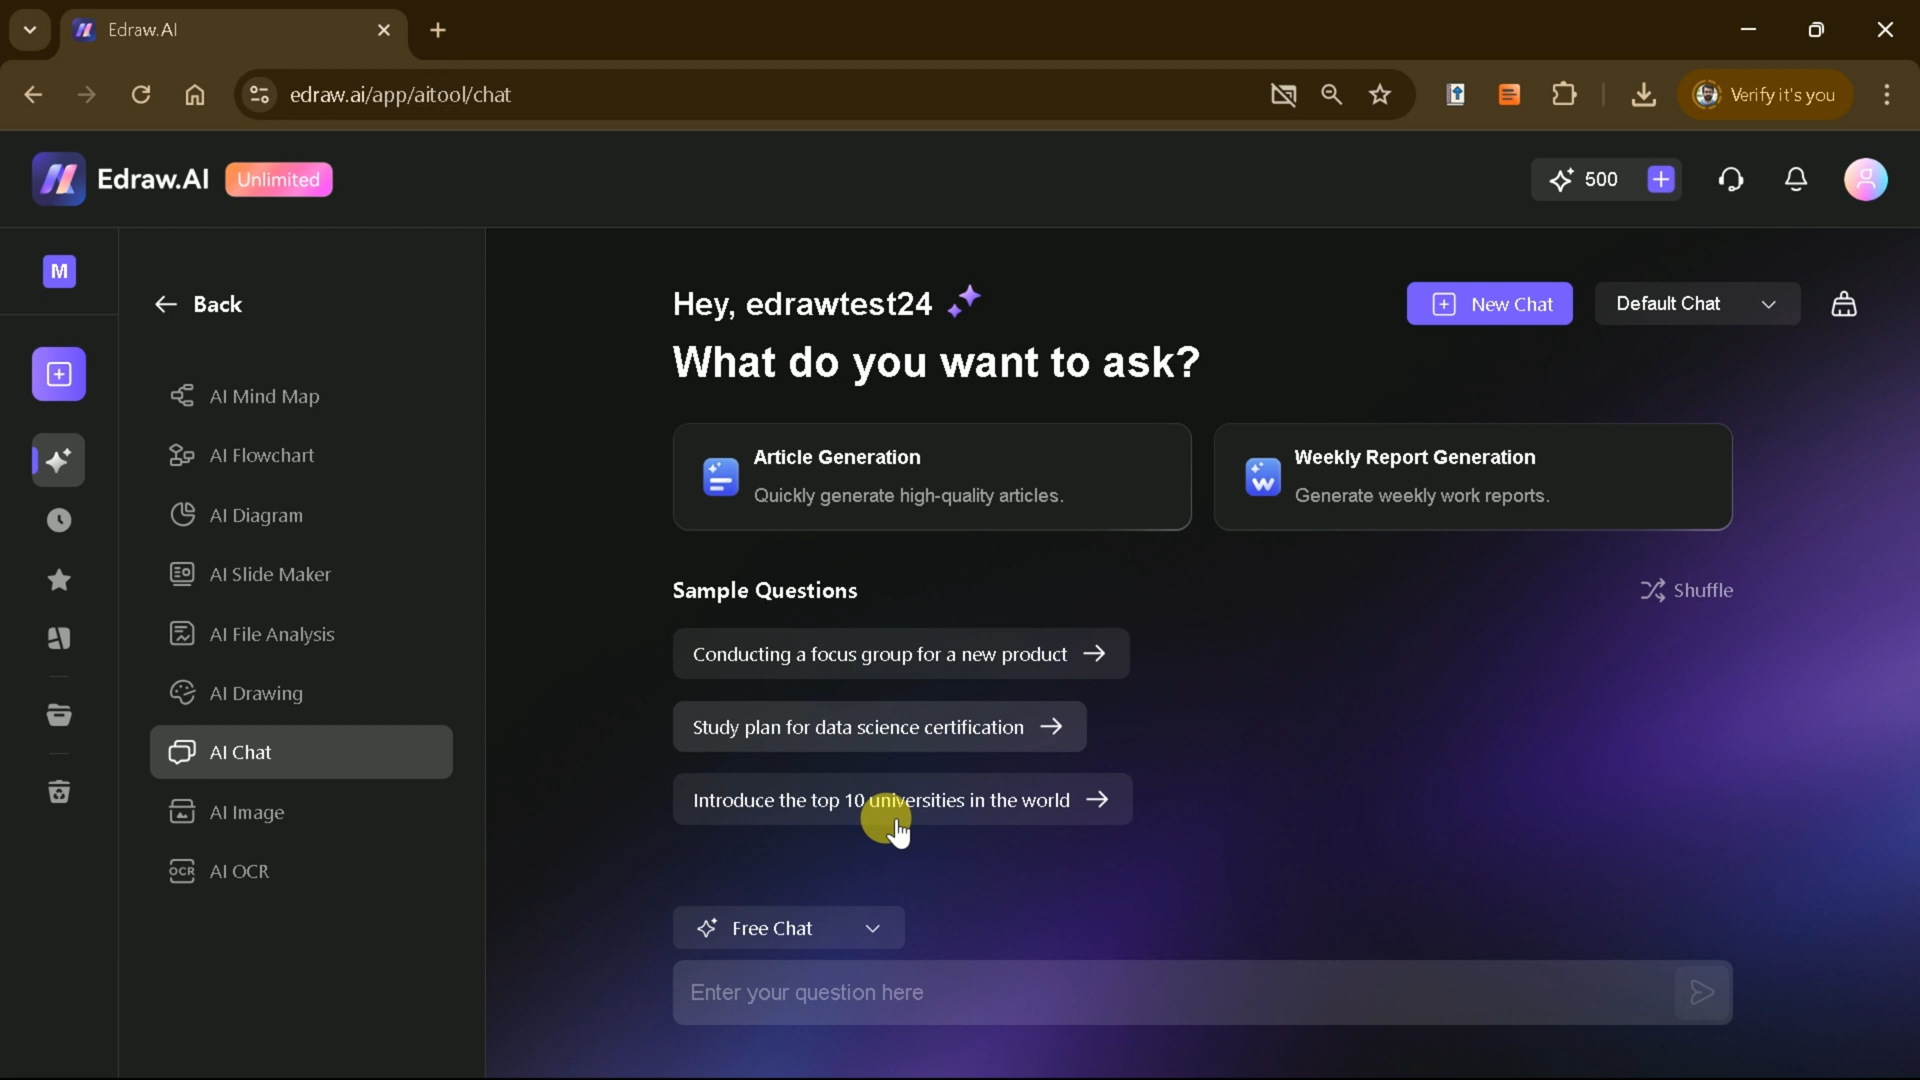 Edraw.AI
edraw.ai/app/aitool/chat
Verify it's you
Edraw.AI
Unlimited
500
M
Back
AI Mind Map
AI Flowchart
AI Diagram
AI Slide Maker
AI File Analysis
AI Drawing
AI Chat
AI Image
OCR
AI OCR
Hey, edrawtest24
New Chat
Default Chat
What do you want to ask?
Article Generation
Quickly generate high-quality articles.
W
Weekly Report Generation
Generate weekly work reports.
Sample Questions
Shuffle
Conducting a focus group for a new product
Study plan for data science certification
Introduce the top 10 universities in the world
Free Chat
Enter your question here